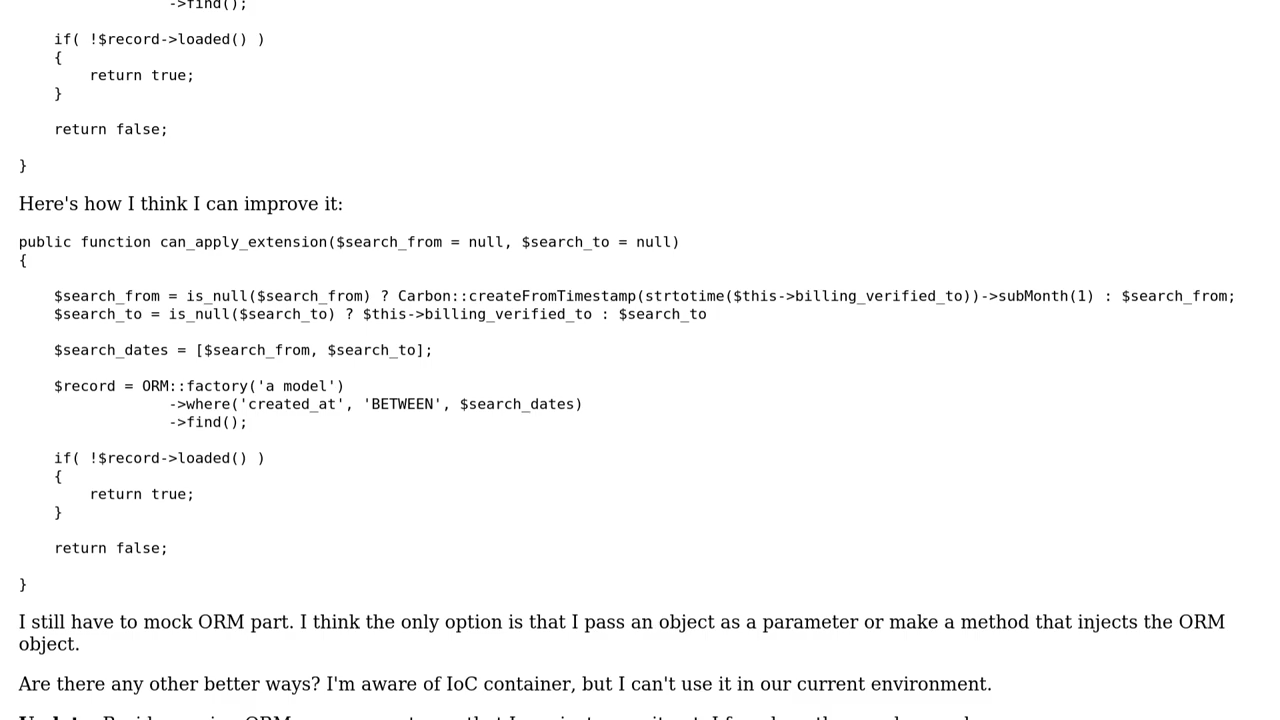 ->find();
if( !$record->loaded() )
{
return true;
}
return false;
}
Here's how I think I can improve it:
public function can_apply_extension($search_from = null, $search_to = null)
{
$search_from = is_null($search_from) ? Carbon::createFromTimestamp(strtotime($this->billing_verified_to))->subMonth(1) : $search_from;
$search_to = is_null($search_to) ? $this->billing_verified_to : $search_to
$search_dates = [$search_from, $search_to];
$record = ORM::factory('a model')
->where('created_at', 'BETWEEN', $search_dates)
->find();
if( !$record->loaded() )
{
return true;
}
return false;
}
I still have to mock ORM part. I think the only option is that I pass an object as a parameter or make a method that injects the ORM
object.
Are there any other better ways? I'm aware of IoC container, but I can't use it in our current environment.